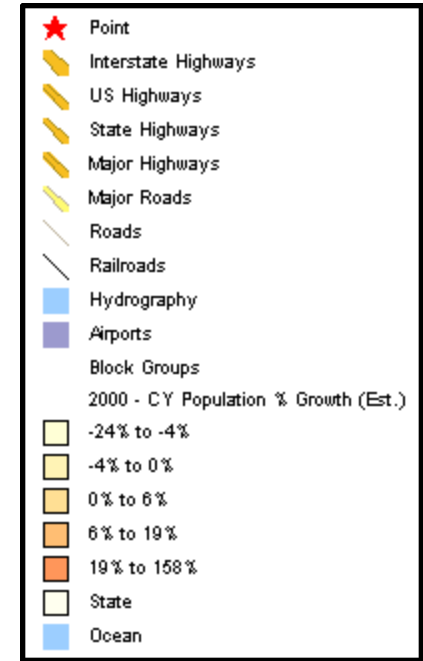 Point
Interstate Highways
US Highways
State Highways
Major Highways
Major Roads
Roads
Railroads
Hydrography
Airports
Block Groups
2000 - CY Population % Growth (Est.)
-24% to -4%
-4% to 0%
0% to 6%
6% to 19%
19% to 158%
State
Ocean